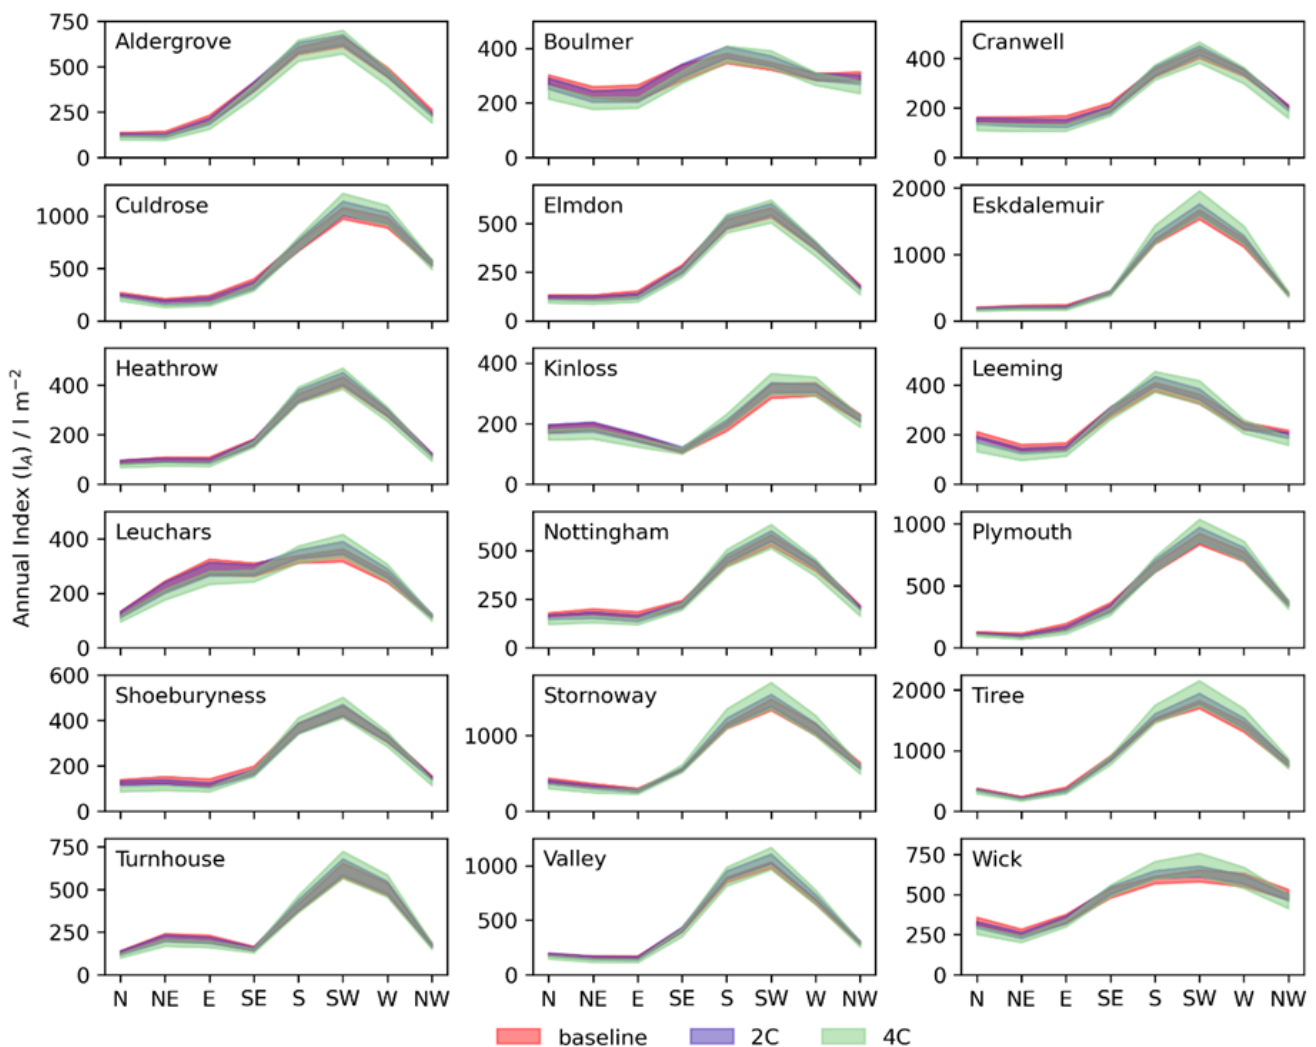 Annual Index (I_A) / l m⁻²
Aldergrove
750
500
250
0
Boulmer
400
200
0
Cranwell
400
200
0
Culdrose
1000
500
0
Elmdon
500
250
0
Eskdalemuir
2000
1000
0
Heathrow
400
200
0
Kinloss
400
200
0
Leeming
400
200
0
Leuchars
400
200
0
Nottingham
500
250
0
Plymouth
1000
500
0
Shoeburyness
600
400
200
0
Stornoway
1000
0
Tiree
2000
1000
0
Turnhouse
750
500
250
0
Valley
1000
500
0
Wick
750
500
250
0
N NE E SE S SW W NW
N NE E SE S SW W NW
N NE E SE S SW W NW
baseline 2C 4C